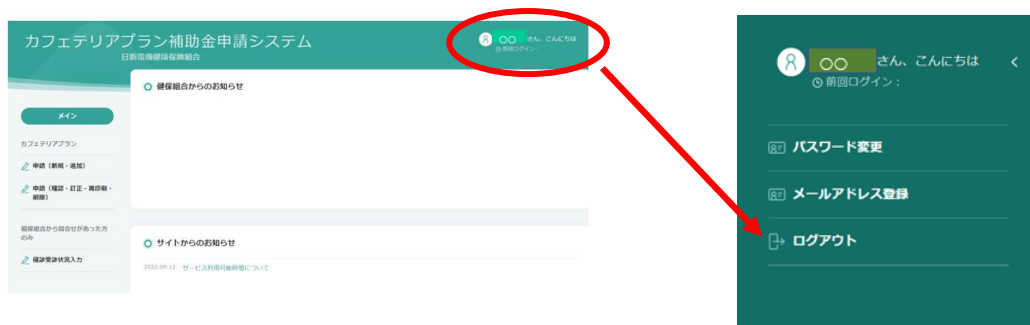 カフェテリアプラン補助金申請システム
日新電機健康保険組合
〇〇 さん、こんにちは
前回ログイン：
メイン
カフェテリアプラン
申請（新規・追加）
申請（確認・訂正・再印刷・
削除）
健保組合から問合せがあった方
のみ
健診受診状況入力
健保組合からのお知らせ
サイトからのお知らせ
2022.09.12 サービス利用可能時間について
〇〇 さん、こんにちは
前回ログイン：
パスワード変更
メールアドレス登録
ログアウト